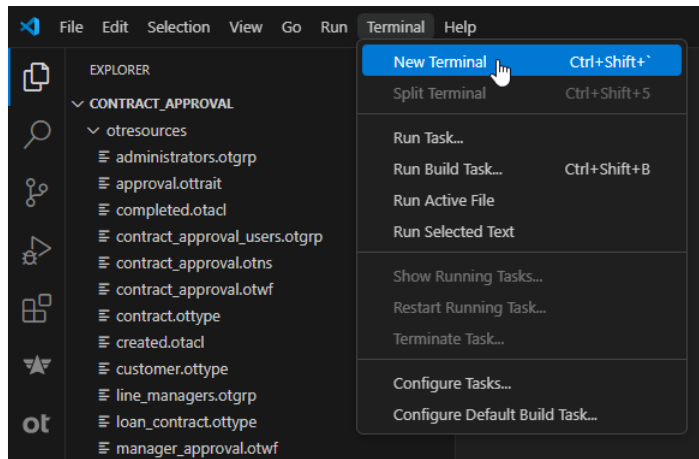 File Edit Selection View Go Run Terminal Help
EXPLORER
CONTRACT_APPROVAL
otresources
administrators.otgrp
approval.ottrait
completed.otacl
contract_approval_users.otgrp
contract_approval.otns
contract_approval.otwf
contract.ottype
created.otacl
customer.ottype
line_managers.otgrp
loan_contract.ottype
manager_approval.otwf
ot
New Terminal Ctrl+Shift+`
Split Terminal Ctrl+Shift+5
Run Task...
Run Build Task... Ctrl+Shift+B
Run Active File
Run Selected Text
Show Running Tasks...
Restart Running Task...
Terminate Task...
Configure Tasks...
Configure Default Build Task...